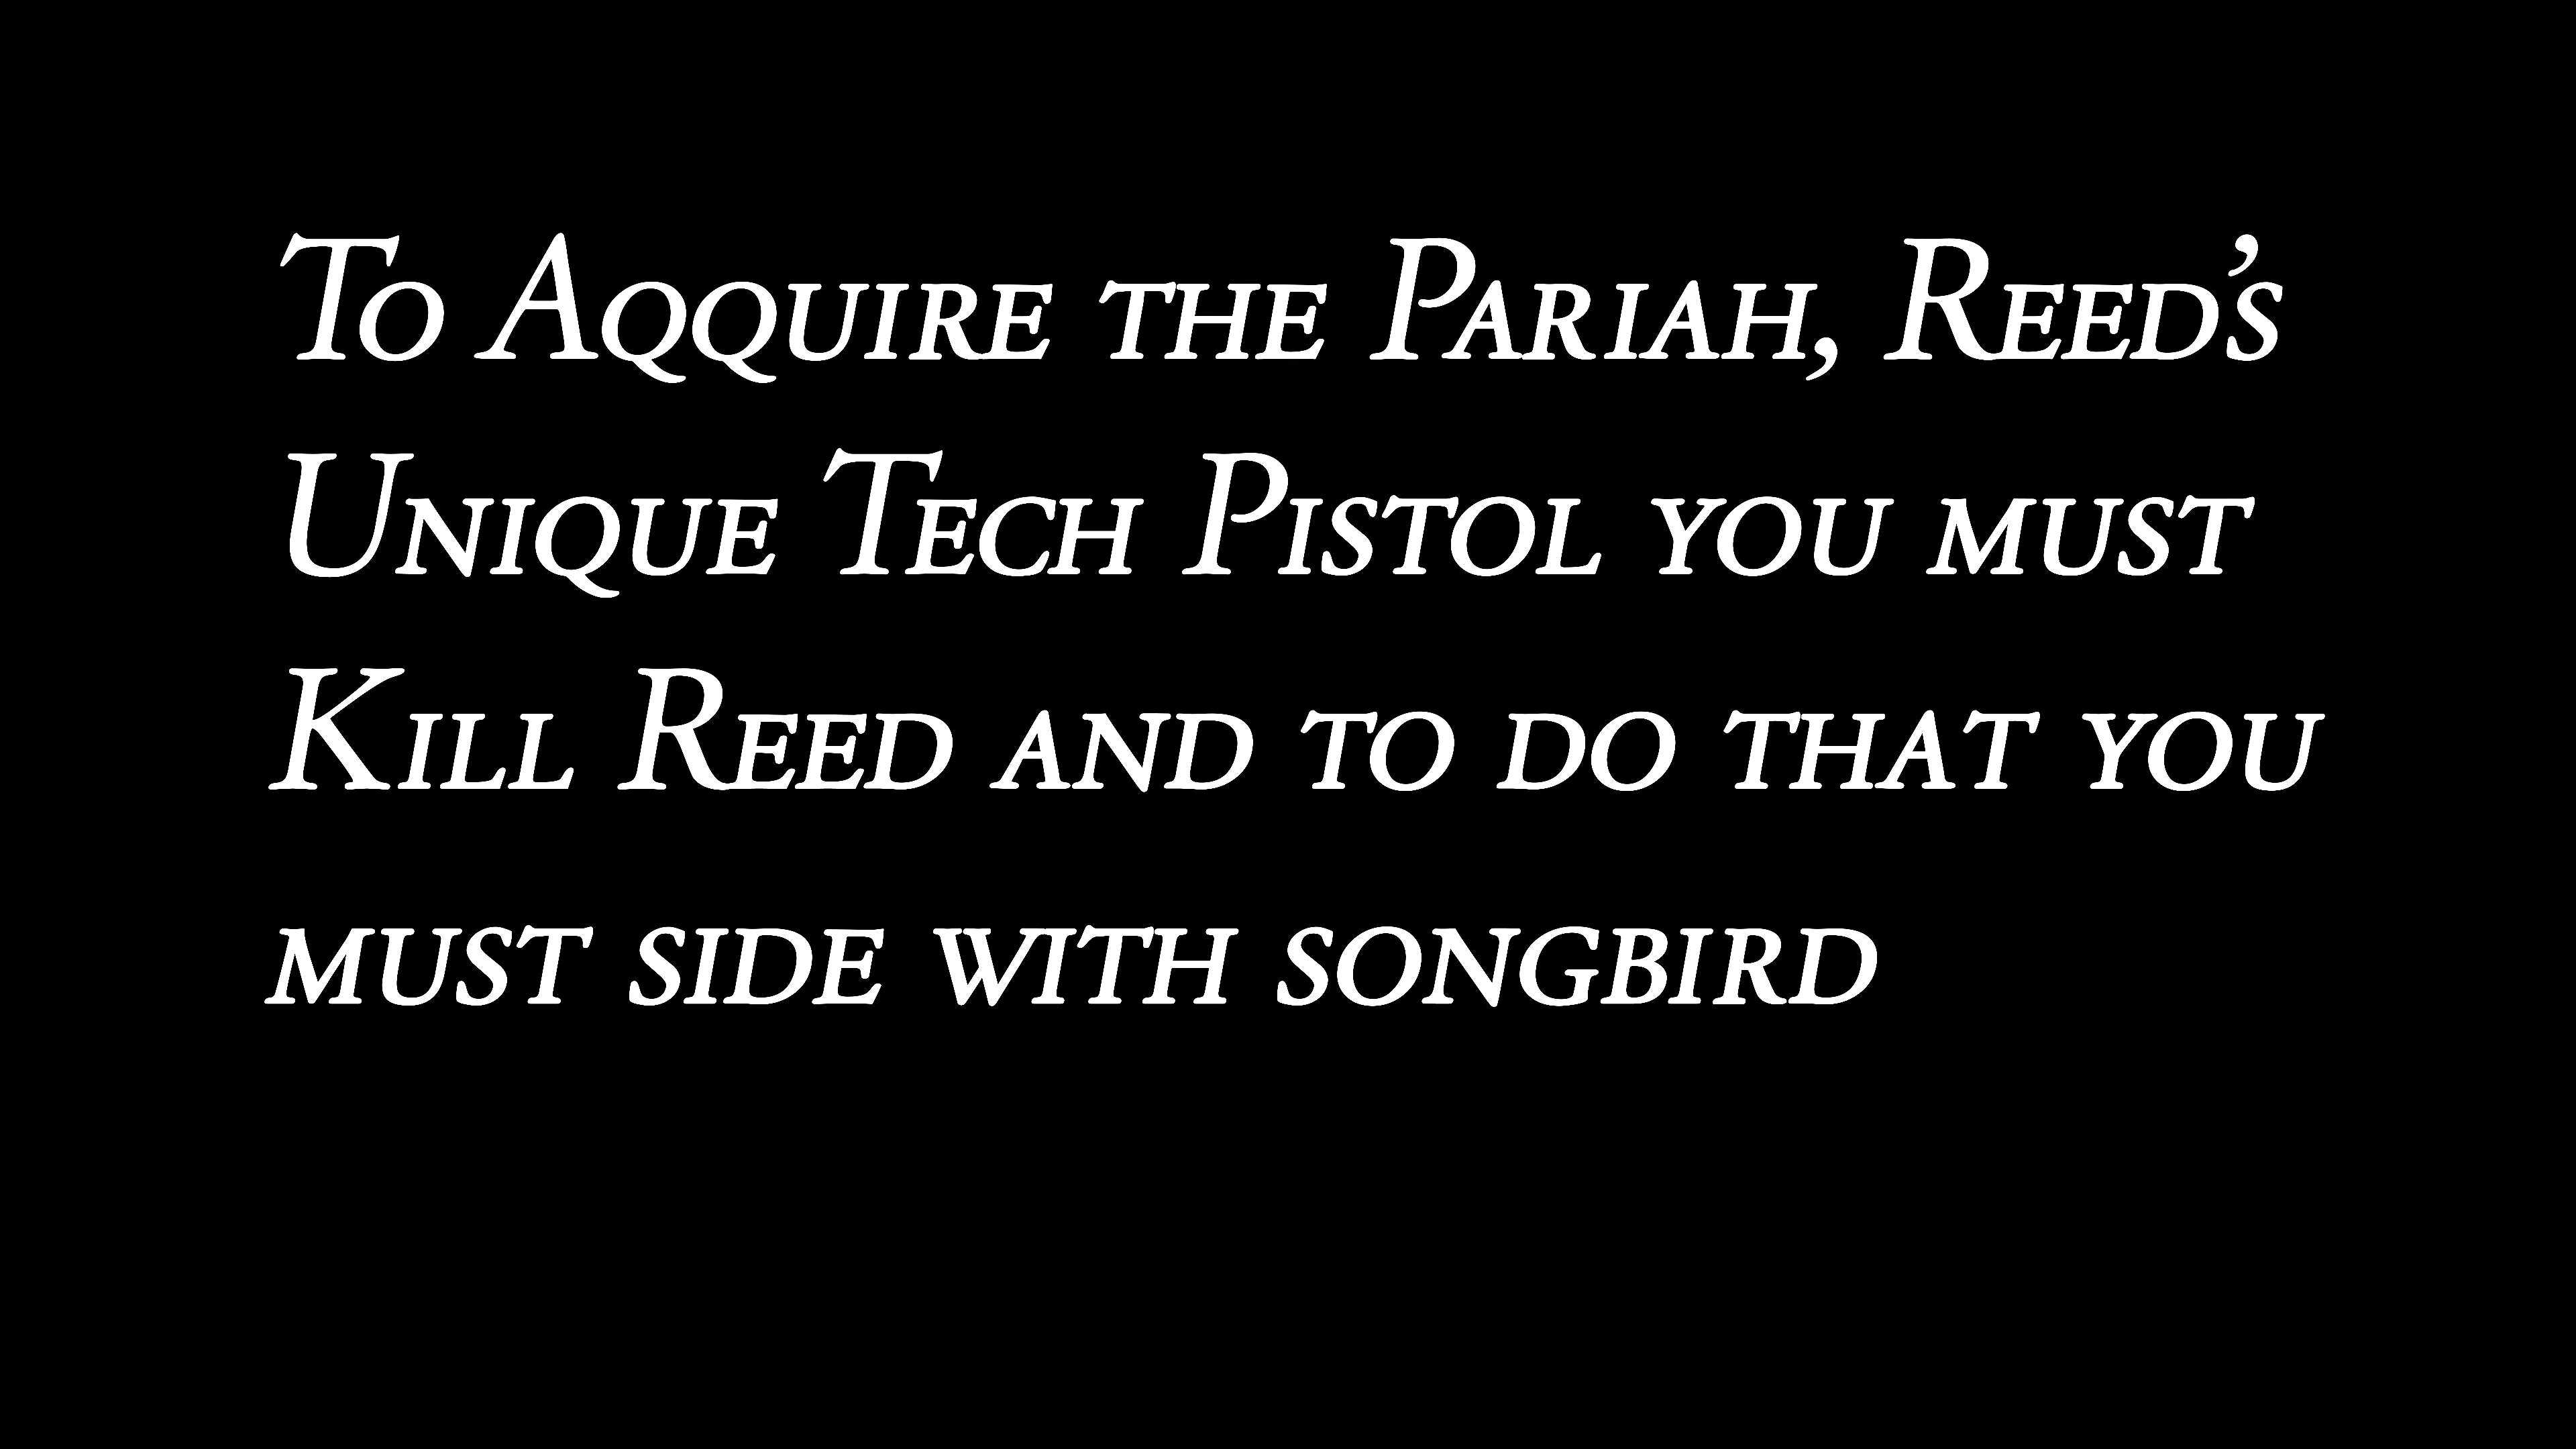 To Aqquire the Pariah, Reed’s
Unique Tech Pistol you must
Kill Reed and to do that you
must side with songbird